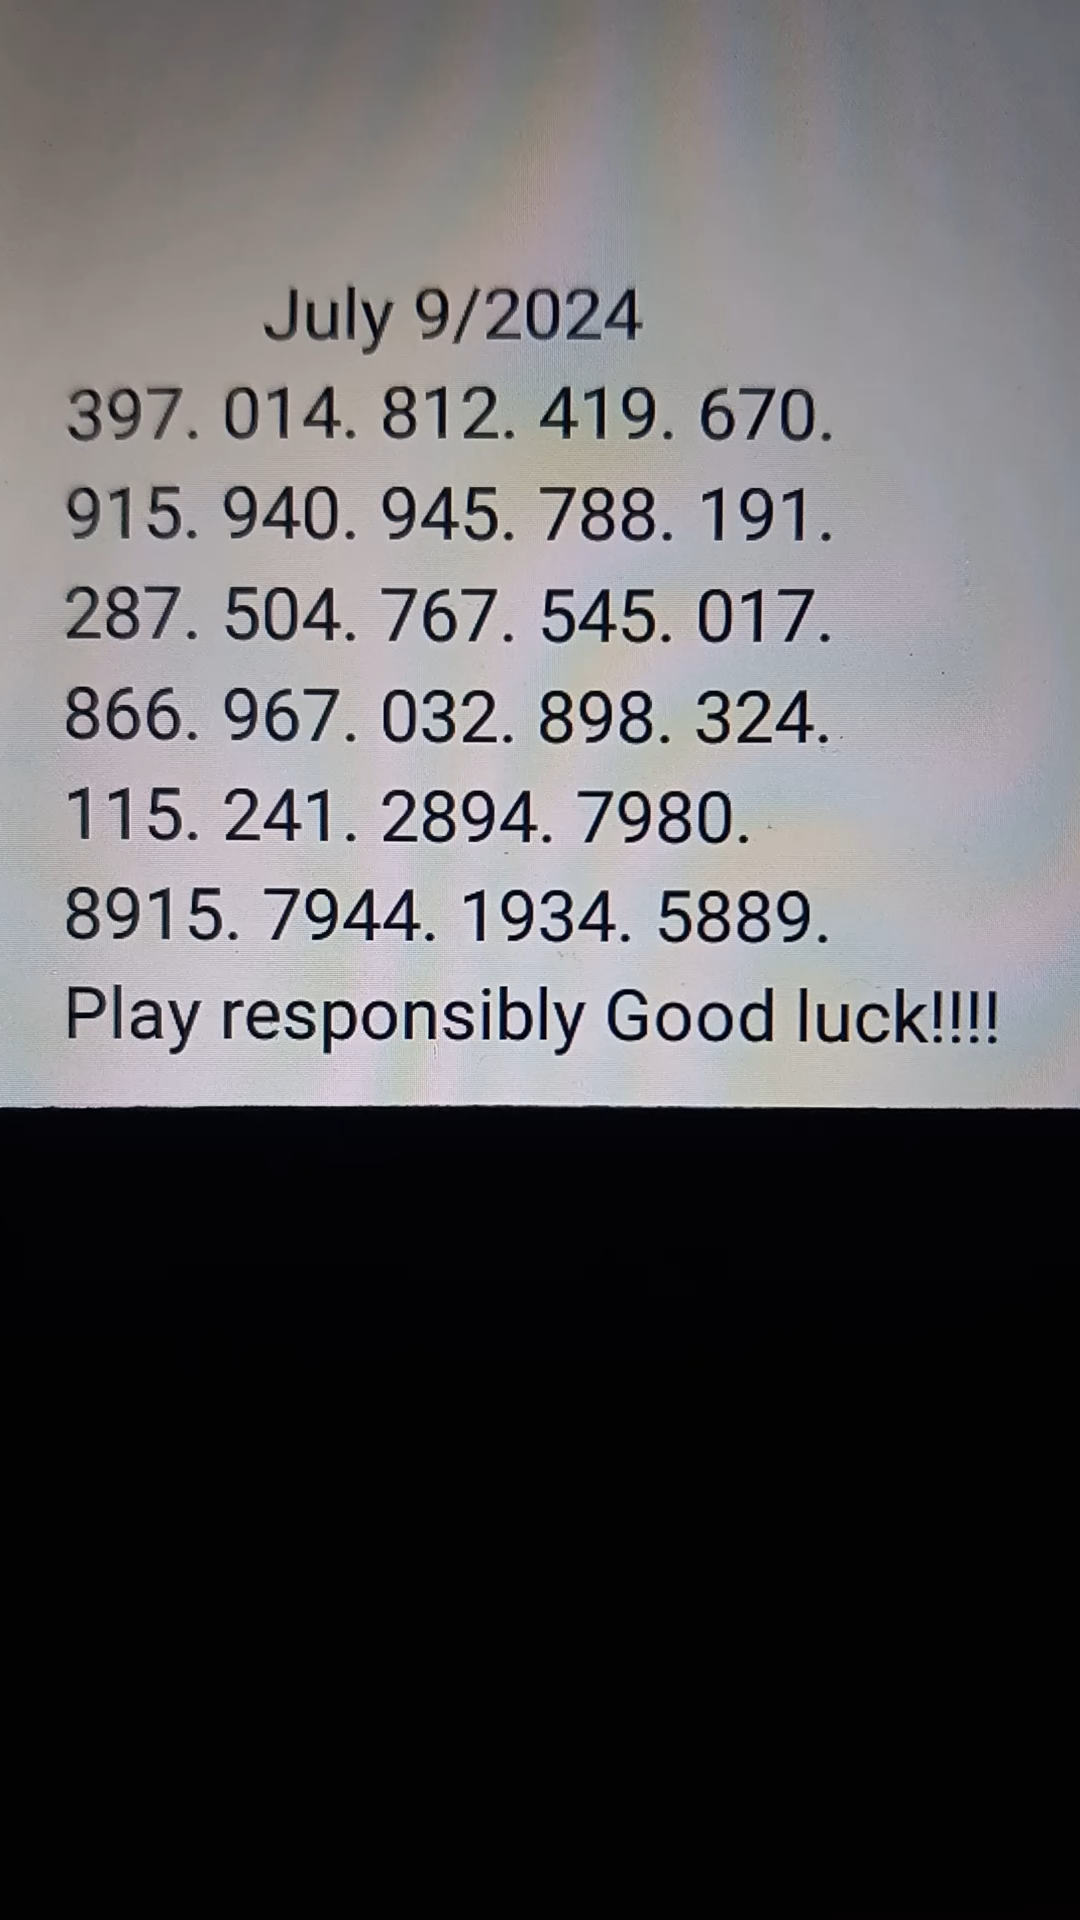 July 9/2024
397. 014. 812. 419. 670.
915. 940. 945. 788. 191.
287. 504. 767. 545. 017.
866. 967. 032. 898. 324.
115. 241. 2894. 7980.
8915. 7944. 1934. 5889.
Play responsibly Good luck!!!!